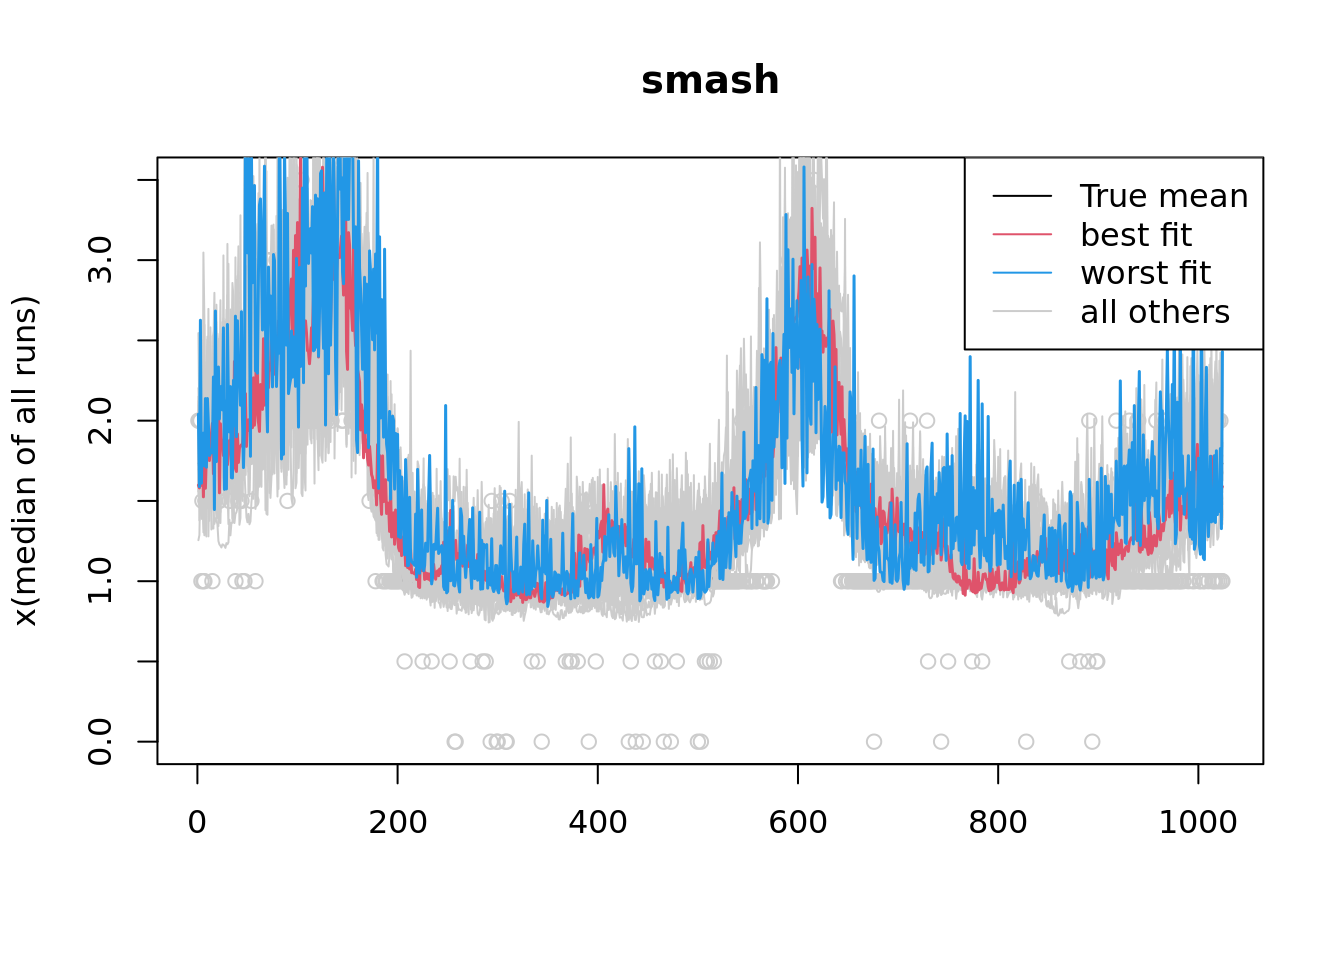 smash
x(median of all runs)
3.0
2.0
1.0
0.0
True mean
best fit
worst fit
all others
0 200 400 600 800 1000